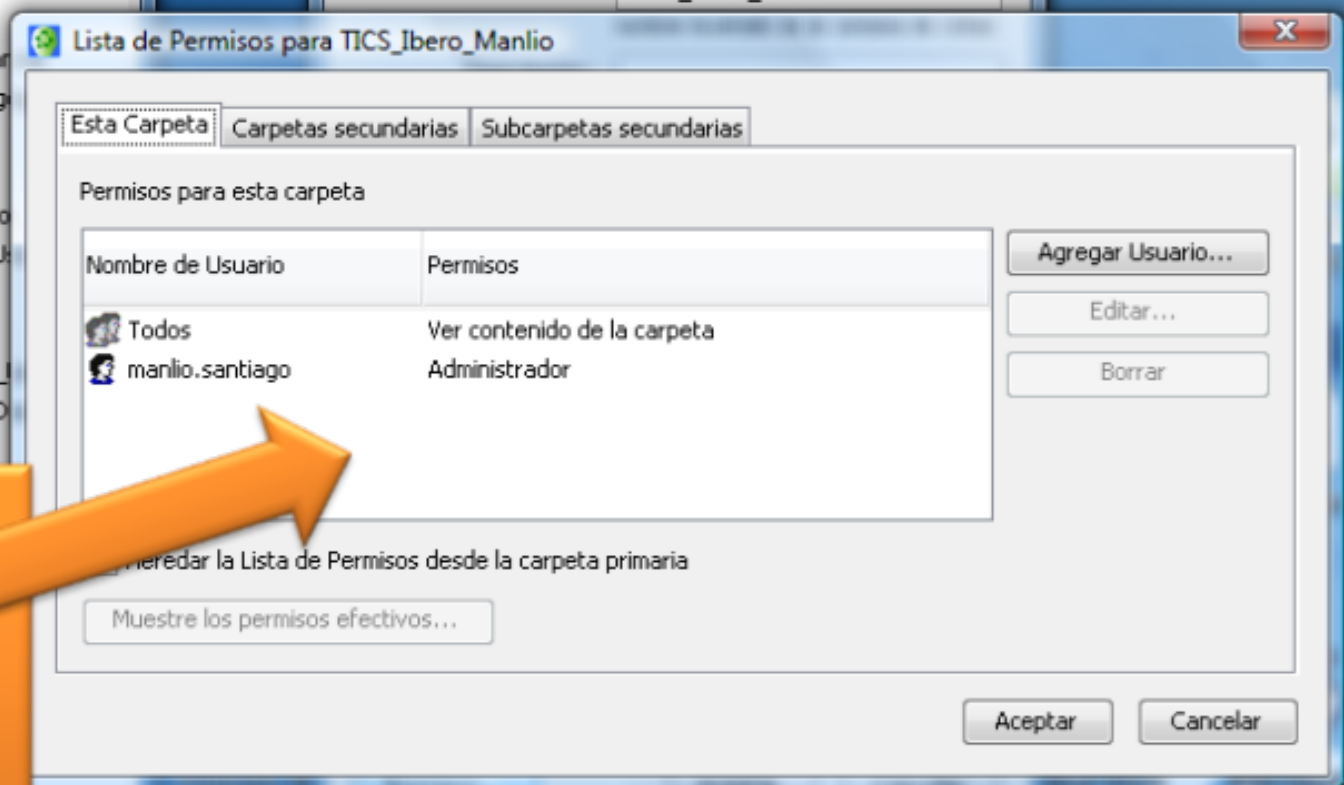 Lista de Permisos para TICS_Ibero_Manlio
Esta Carpeta Carpetas secundarias Subcarpetas secundarias
Permisos para esta carpeta
Nombre de Usuario Permisos
Agregar Usuario...
Todos Ver contenido de la carpeta
Editar...
manlio.santiago Administrador
Borrar
Heredar la Lista de Permisos desde la carpeta primaria
Muestre los permisos efectivos...
Aceptar Cancelar